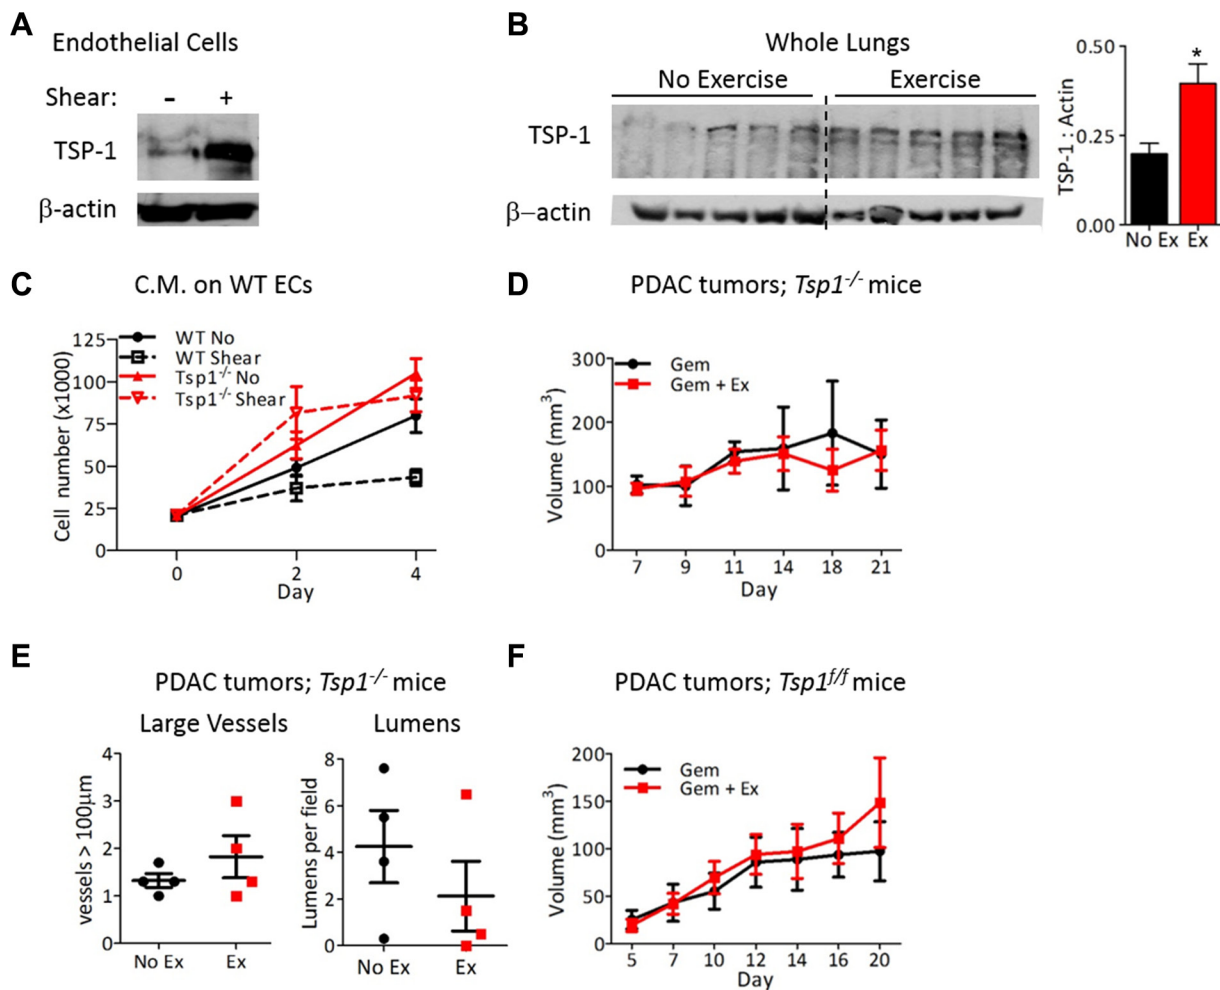 A
Endothelial Cells
Shear: - +
TSP-1
β-actin
B
Whole Lungs
No Exercise Exercise
TSP-1
β−actin
TSP-1 : Actin
0.50
0.25
0.00
*
No Ex Ex
C
C.M. on WT ECs
Cell number (x1000)
125
100
75
50
25
0
WT No
WT Shear
Tsp1-/- No
Tsp1-/- Shear
0 2 4
Day
D
PDAC tumors; Tsp1-/- mice
Volume (mm3)
300
200
100
0
Gem
Gem + Ex
7 9 11 14 18 21
Day
E
PDAC tumors; Tsp1-/- mice
Large Vessels
vessels > 100μm
4
3
2
1
0
No Ex Ex
Lumens
Lumens per field
8
6
4
2
0
No Ex Ex
F
PDAC tumors; Tsp1f/f mice
Volume (mm3)
200
150
100
50
0
Gem
Gem + Ex
5 7 10 12 14 16 20
Day